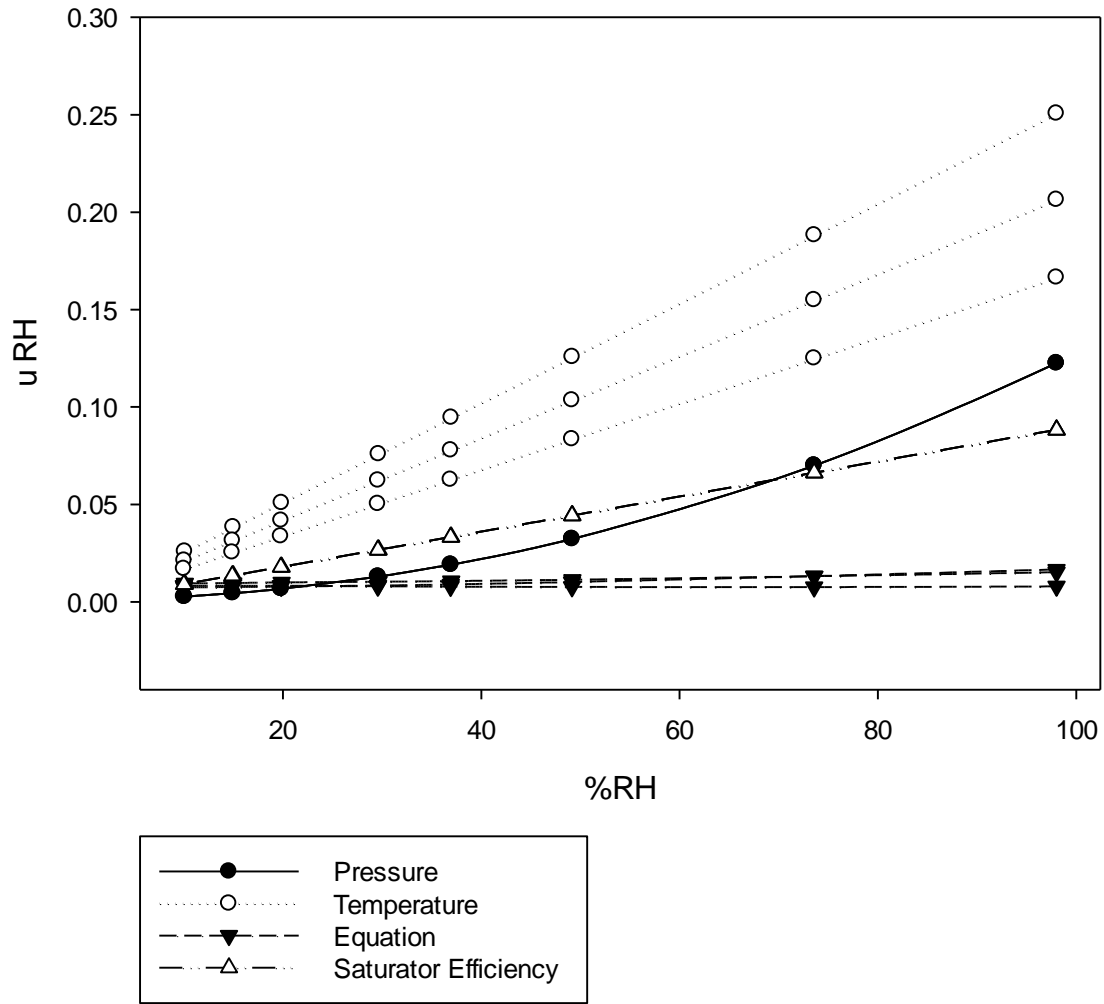 0.30
0.25
0.20
0.15
0.10
0.05
0.00
u RH
20 40 60 80 100
%RH
Pressure
Temperature
Equation
Saturator Efficiency